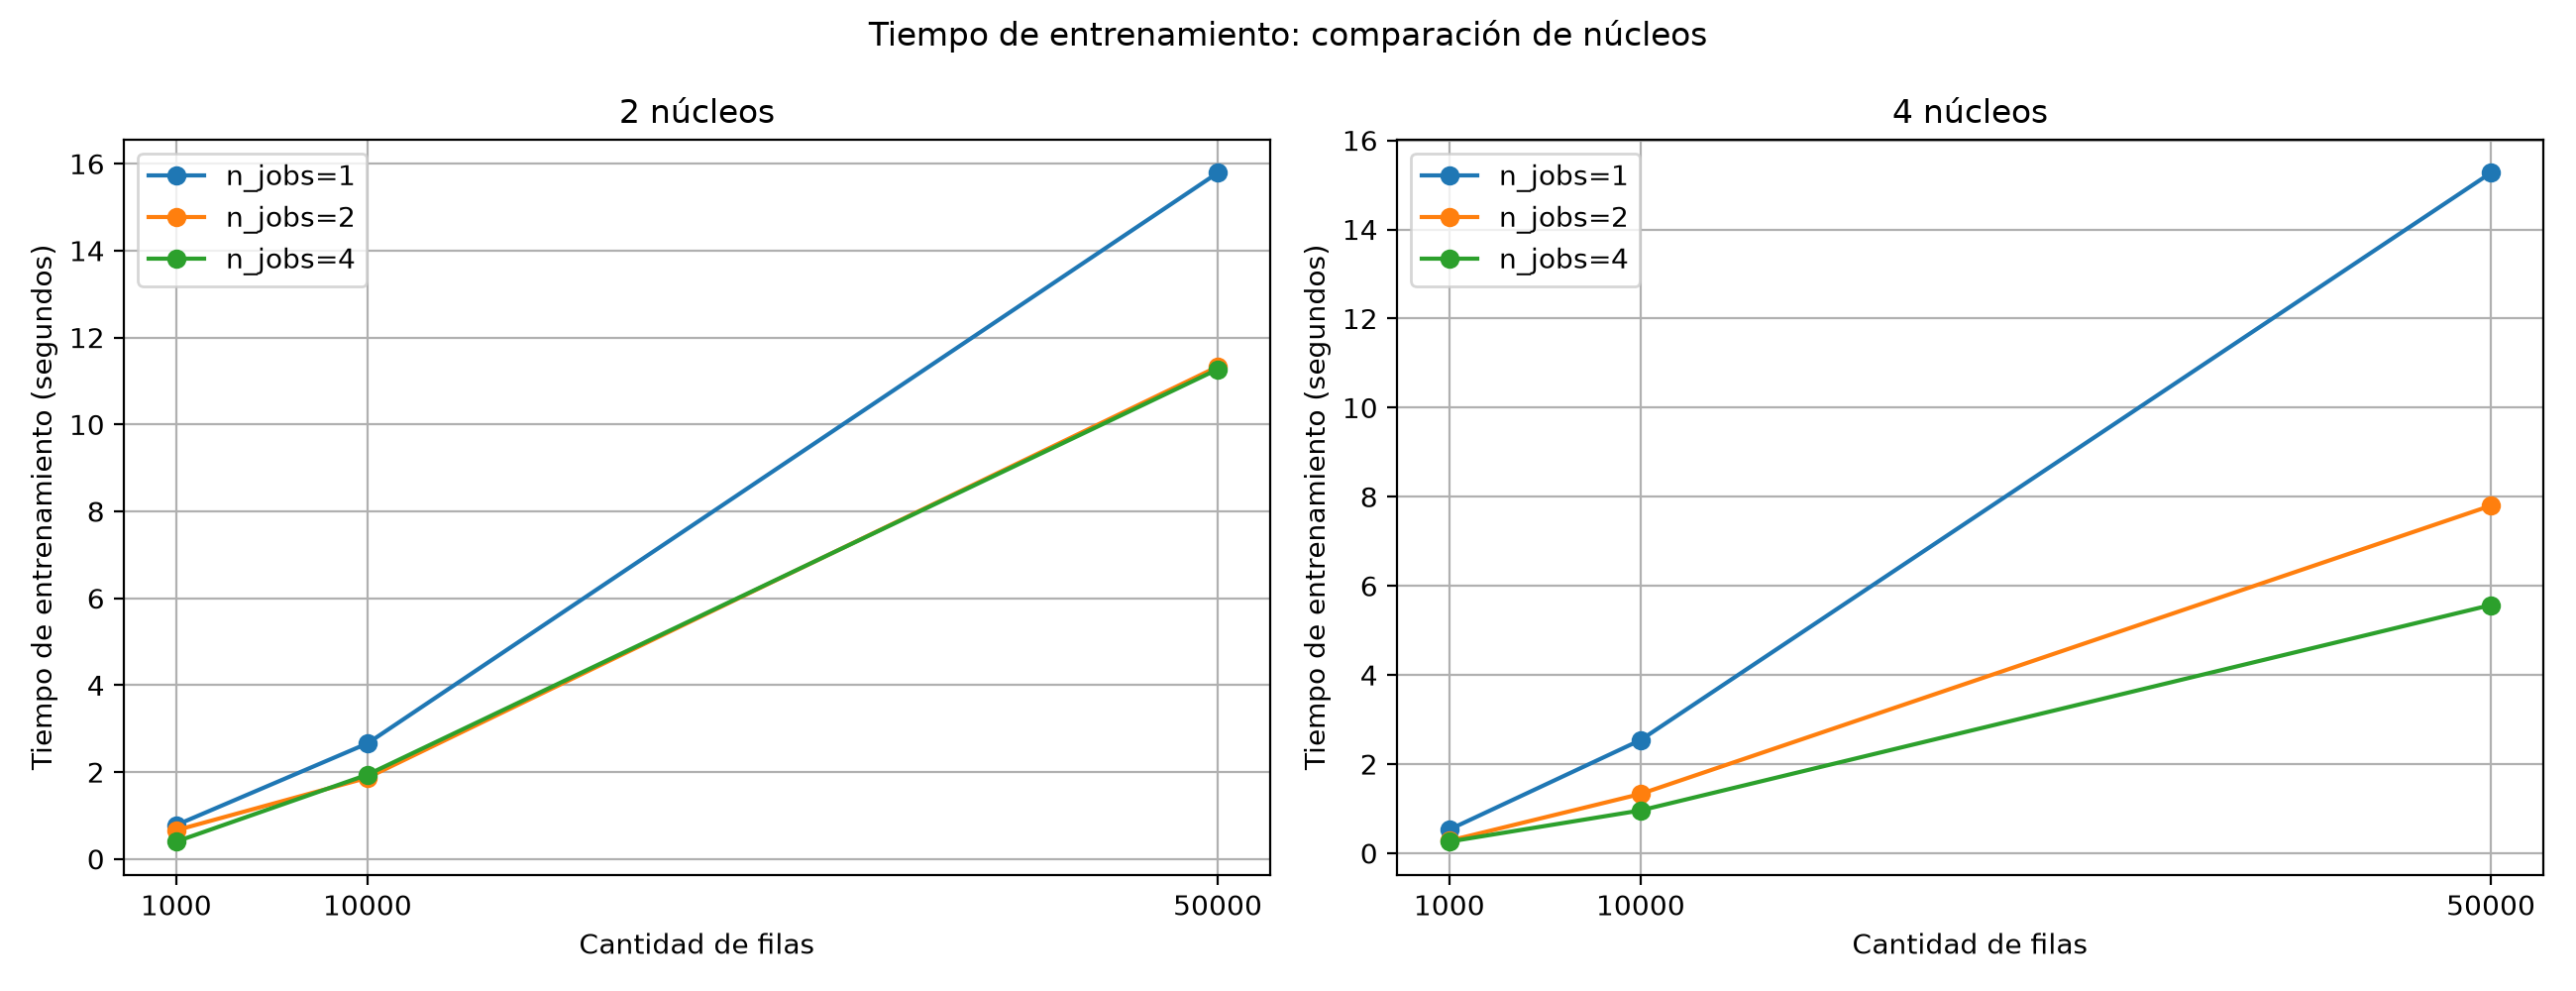 Tiempo de entrenamiento: comparación de núcleos
2 núcleos
n_jobs=1
n_jobs=2
n_jobs=4
Tiempo de entrenamiento (segundos)
16
14
12
10
8
6
4
2
0
1000 10000 50000
Cantidad de filas
4 núcleos
n_jobs=1
n_jobs=2
n_jobs=4
Tiempo de entrenamiento (segundos)
16
14
12
10
8
6
4
2
0
1000 10000 50000
Cantidad de filas